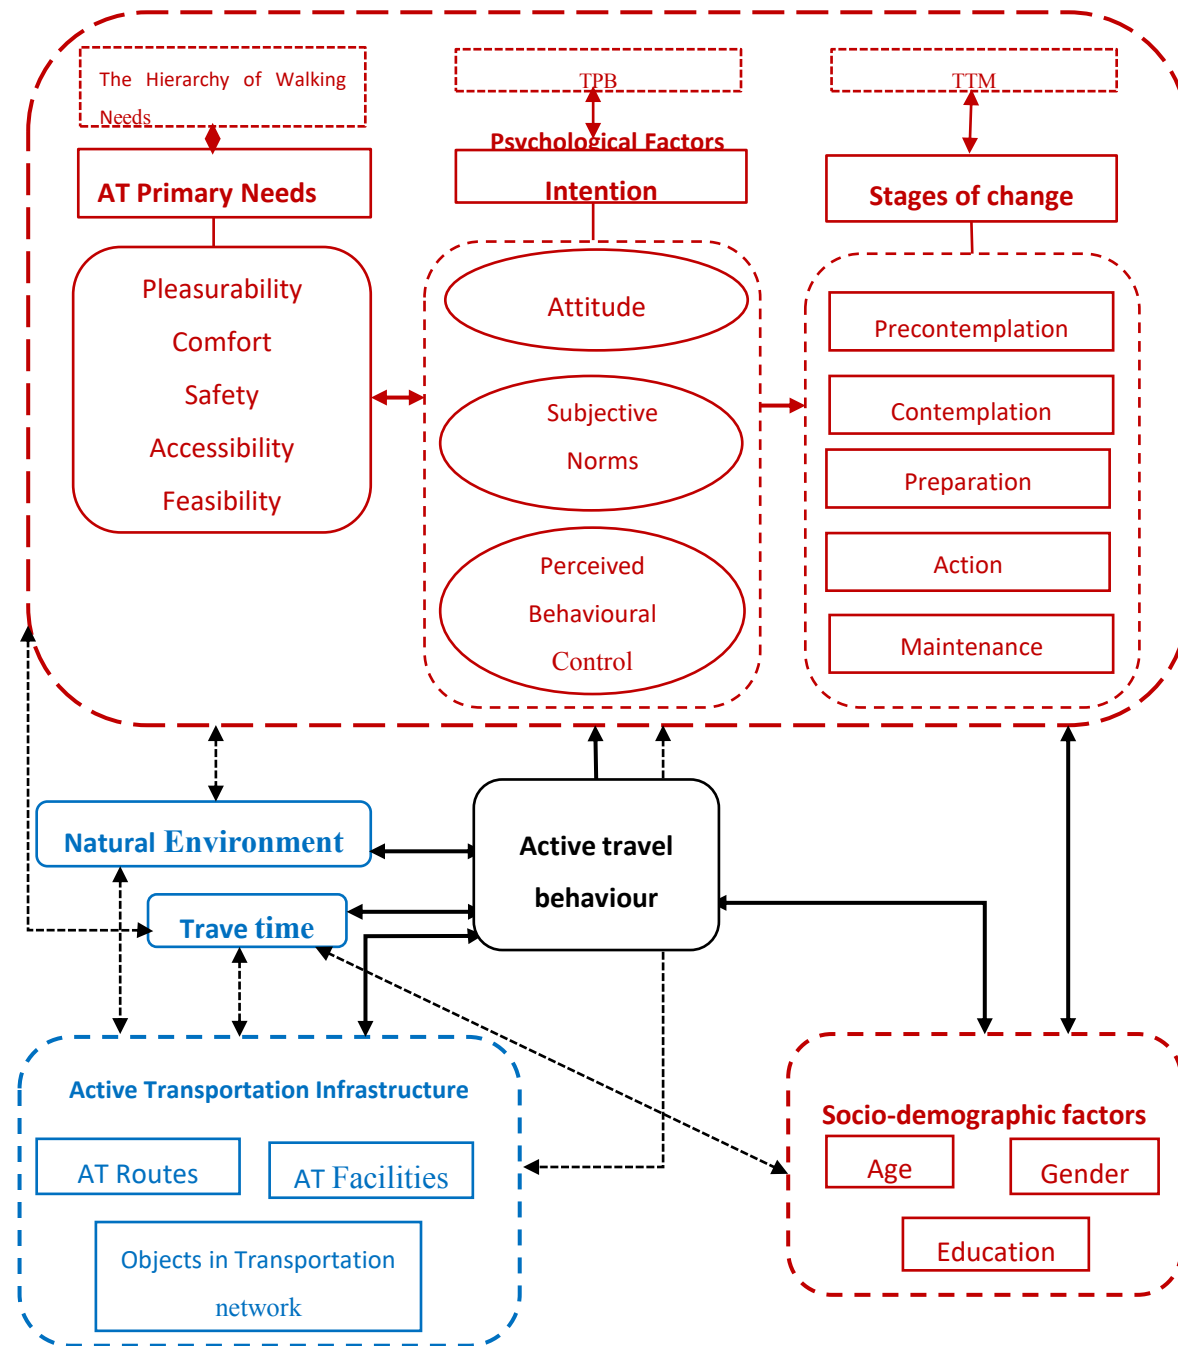 The Hierarchy of Walking
Needs
TPB
TTM
Psychological Factors
AT Primary Needs
Intention
Stages of change
Pleasurability
Comfort
Safety
Accessibility
Feasibility
Attitude
Subjective
Norms
Perceived
Behavioural
Control
Precontemplation
Contemplation
Preparation
Action
Maintenance
Natural Environment
Trave time
Active travel
behaviour
Active Transportation Infrastructure
AT Routes
AT Facilities
Objects in Transportation
network
Socio-demographic factors
Age
Gender
Education